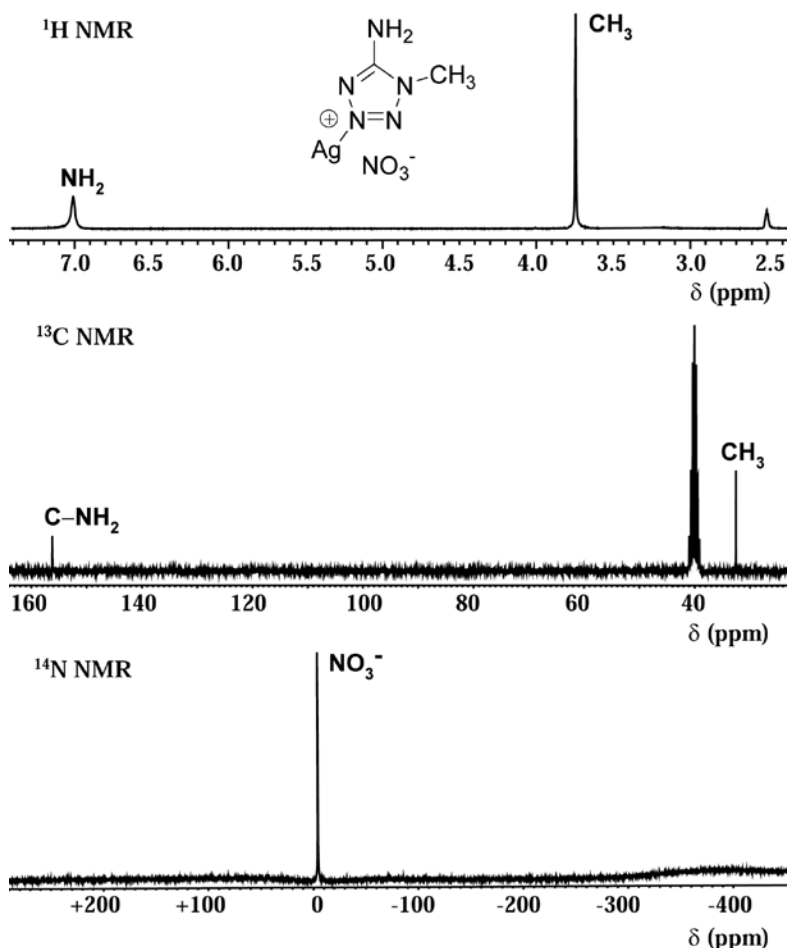 ¹H NMR
NH₂
CH₃
N
N
CH₃
⊕
N
N
Ag
NO₃⁻
CH₃
NH₂
7.0 6.5 6.0 5.5 5.0 4.5 4.0 3.5 3.0 2.5
δ (ppm)
¹³C NMR
C–NH₂
CH₃
160 140 120 100 80 60 40
δ (ppm)
¹⁴N NMR
NO₃⁻
+200 +100 0 -100 -200 -300 -400
δ (ppm)